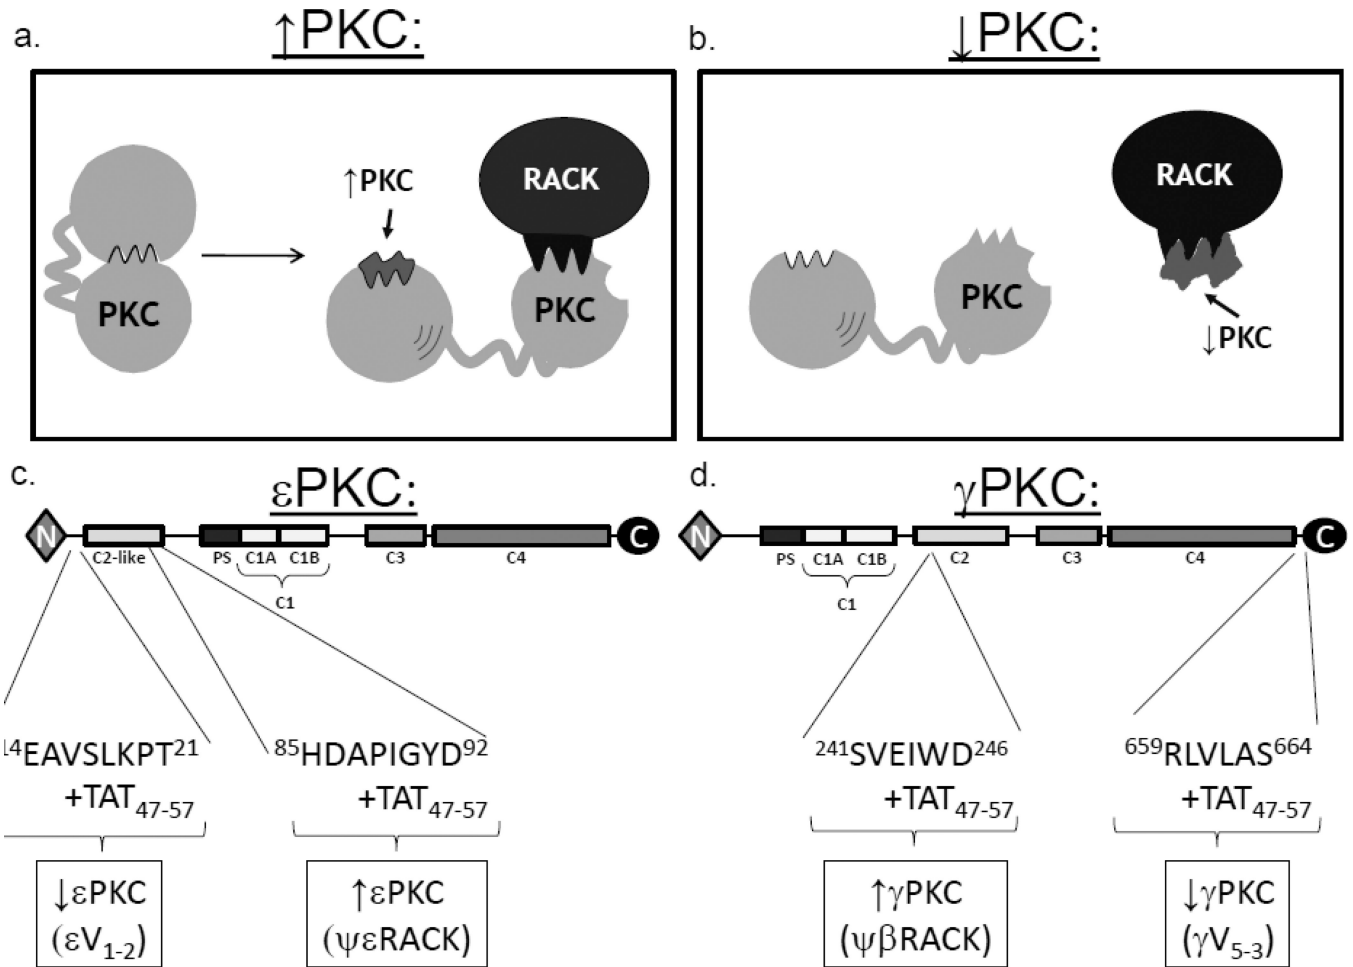 a.
↑PKC:
↑PKC
RACK
PKC
PKC
b.
↓PKC:
RACK
PKC
↓PKC
c.
εPKC:
N
C2-like
PS
C1A
C1B
C1
C3
C4
C
14EAVSLKPT21
+TAT47-57
↓εPKC
(εV1-2)
85HDAPIGYD92
+TAT47-57
↑εPKC
(ψεRACK)
d.
γPKC:
N
PS
C1A
C1B
C1
C2
C3
C4
C
241SVEIWD246
+TAT47-57
↑γPKC
(ψβRACK)
659RLVLAS664
+TAT47-57
↓γPKC
(γV5-3)